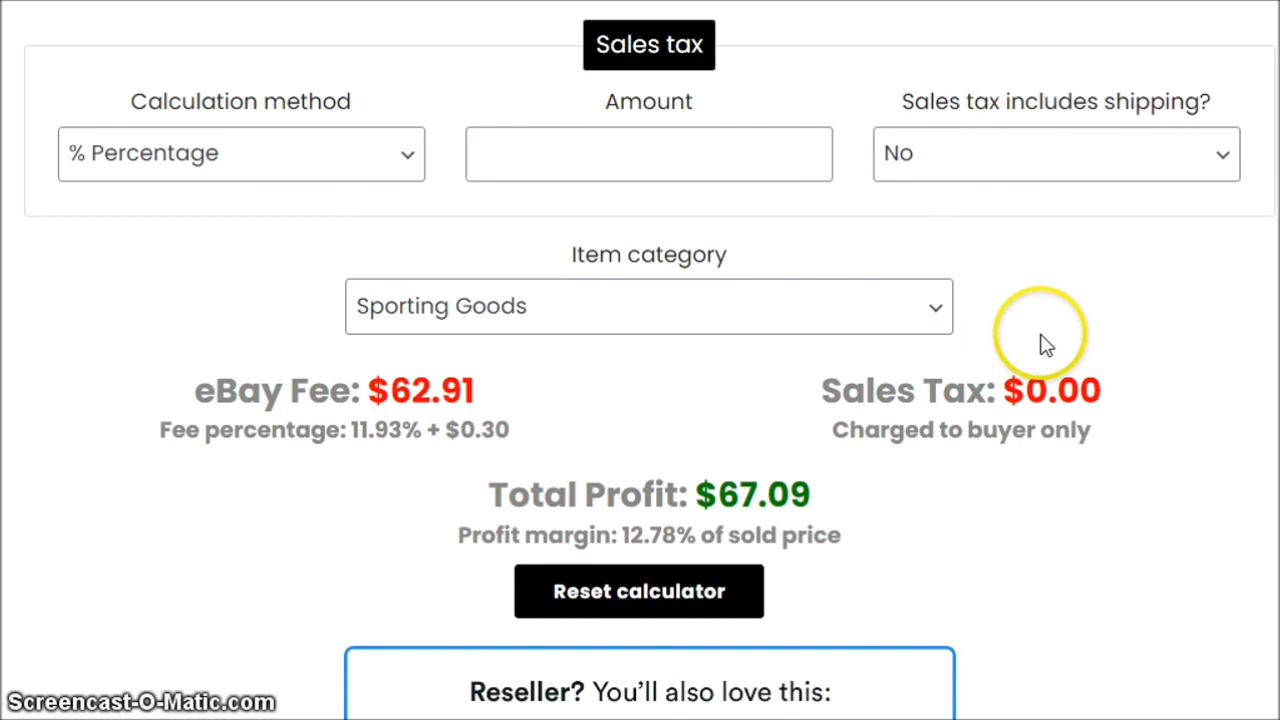 Sales tax
Calculation method
Amount
Sales tax includes shipping?
% Percentage
No
Item category
Sporting Goods
eBay Fee: $62.91
Sales Tax: $0.00
Fee percentage: 11.93% + $0.30
Charged to buyer only
Total Profit: $67.09
Profit margin: 12.78% of sold price
Reset calculator
Reseller? You'll also love this:
Screencast-O-Matic.com